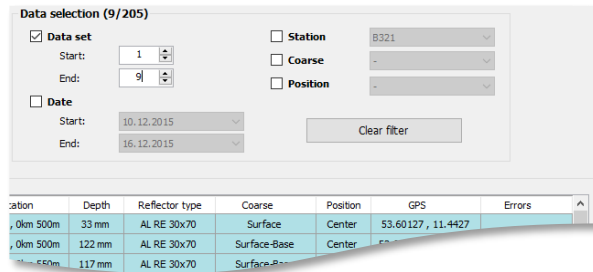 Data selection (9/205)
Data set
Start: 1
End: 9
Date
Start: 10.12.2015
End: 16.12.2015
Station B321
Coarse -
Position -
Clear filter
Depth Reflector type Coarse Position GPS Errors
, 0km 500m 33 mm AL RE 30x70 Surface Center 53.60127 , 11.4427
, 0km 500m 122 mm AL RE 30x70 Surface-Base Center
550m 117 mm AL RE 30x70